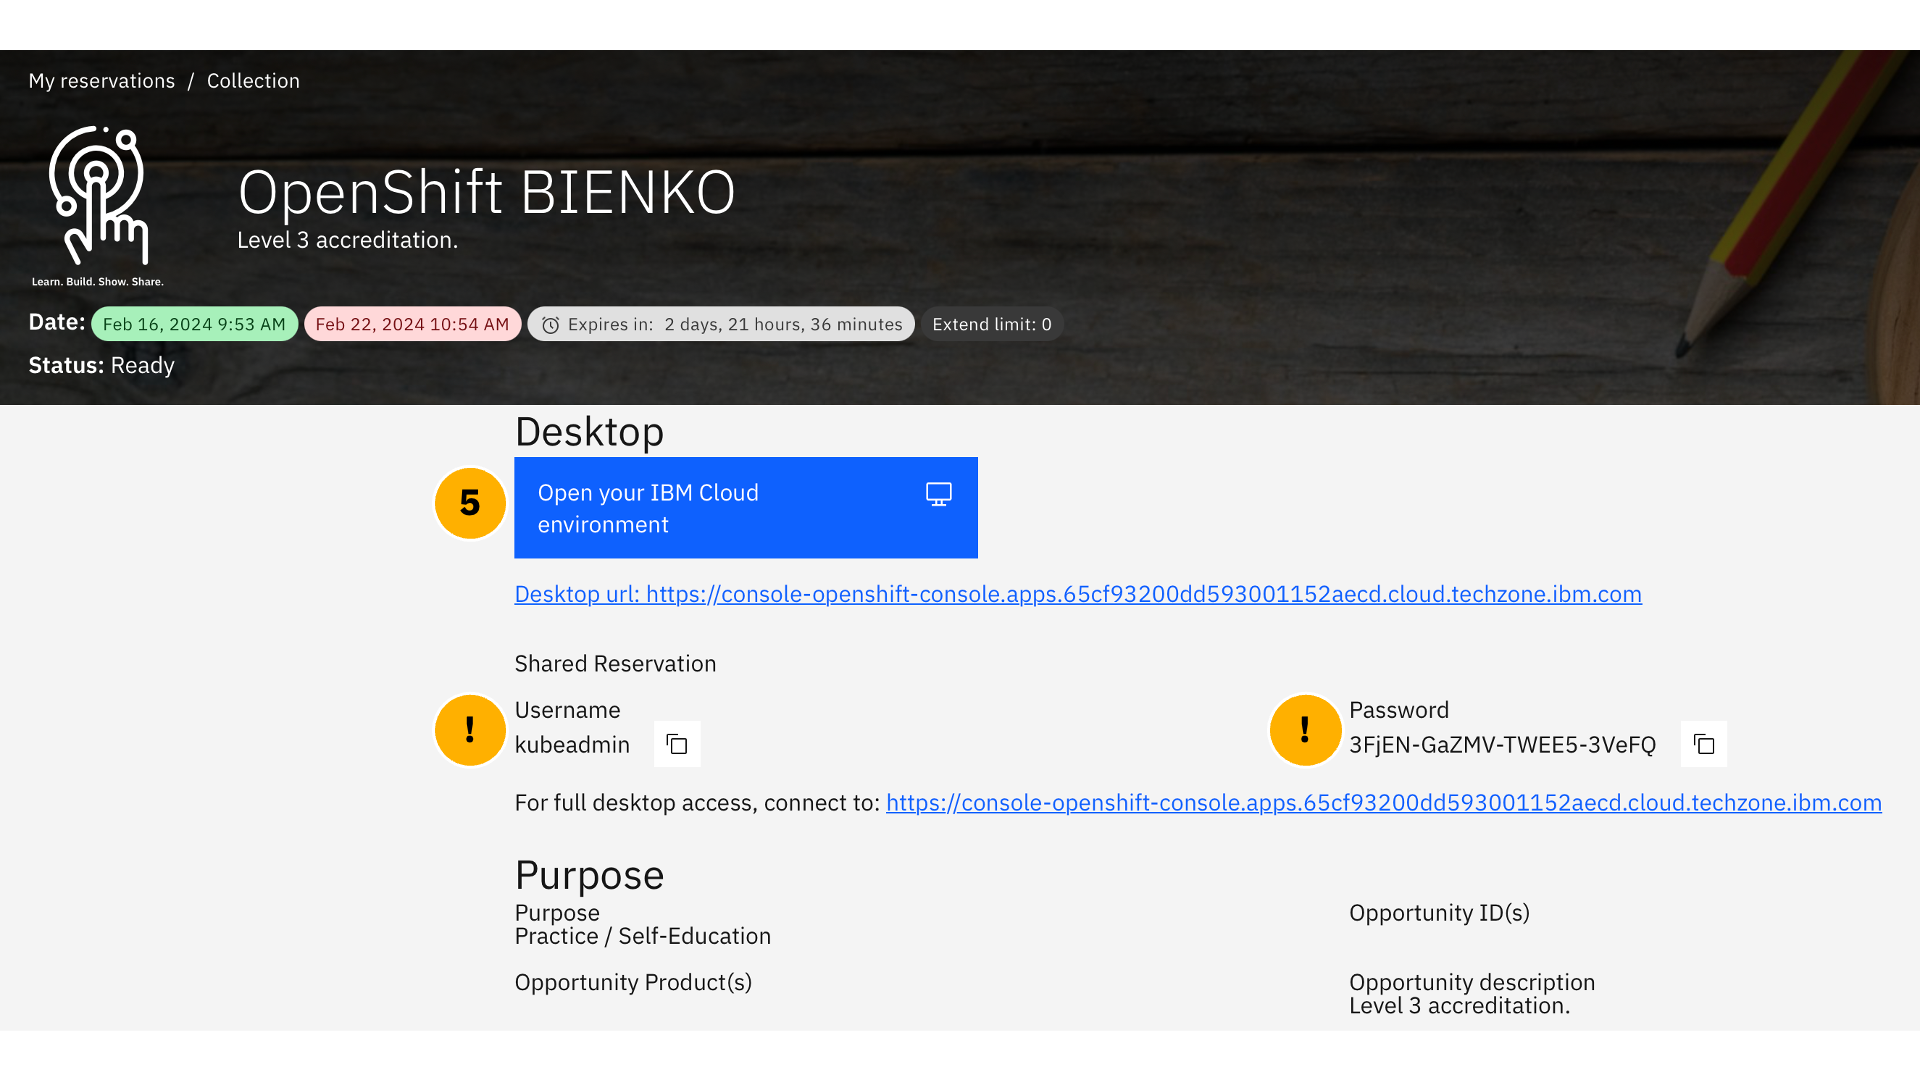 My reservations / Collection
OpenShift BIENKO
Level 3 accreditation.
Learn. Build. Show. Share.
Date: Feb 16, 2024 9:53 AM Feb 22, 2024 10:54 AM Expires in: 2 days, 21 hours, 36 minutes Extend limit: 0
Status: Ready
Desktop
5
Open your IBM Cloud
environment
Desktop url: https://console-openshift-console.apps.65cf93200dd593001152aecd.cloud.techzone.ibm.com
Shared Reservation
! Username
kubeadmin
! Password
3FjEN-GaZMV-TWEE5-3VeFQ
For full desktop access, connect to: https://console-openshift-console.apps.65cf93200dd593001152aecd.cloud.techzone.ibm.com
Purpose
Purpose
Practice / Self-Education
Opportunity ID(s)
Opportunity Product(s)
Opportunity description
Level 3 accreditation.